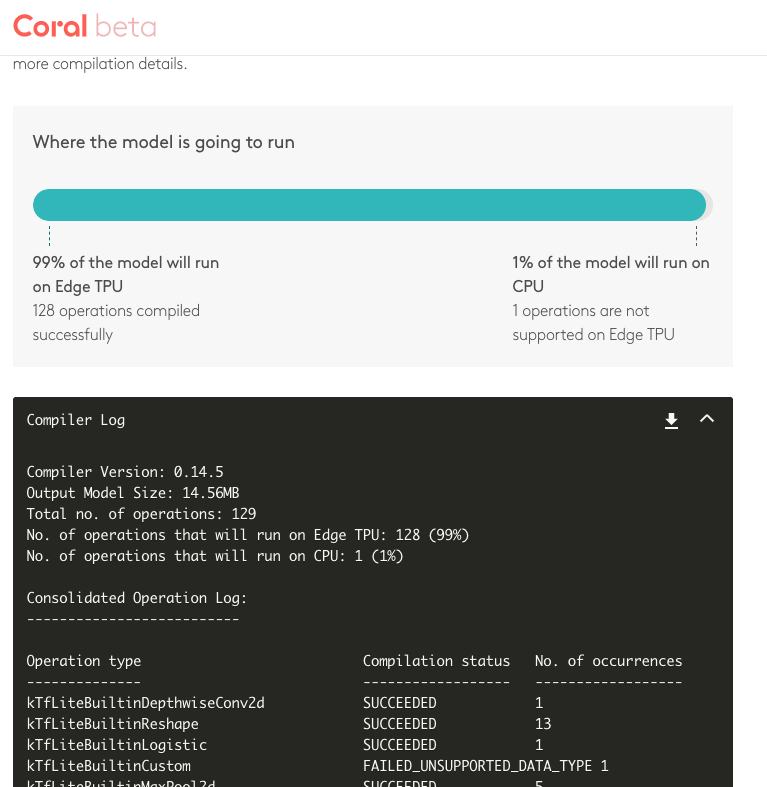 Coral beta
more compilation details.
Where the model is going to run
99% of the model will run
on Edge TPU
128 operations compiled
successfully
1% of the model will run on
CPU
1 operations are not
supported on Edge TPU
Compiler Log
Compiler Version: 0.14.5
Output Model Size: 14.56MB
Total no. of operations: 129
No. of operations that will run on Edge TPU: 128 (99%)
No. of operations that will run on CPU: 1 (1%)
Consolidated Operation Log:
--------------------------
Operation type Compilation status No. of occurrences
-------------- ------------------ ------------------
kTfLiteBuiltinDepthwiseConv2d SUCCEEDED 1
kTfLiteBuiltinReshape SUCCEEDED 13
kTfLiteBuiltinLogistic SUCCEEDED 1
kTfLiteBuiltinCustom FAILED_UNSUPPORTED_DATA_TYPE 1
kTfLiteBuiltinMaxPool2d SUCCEEDED 5